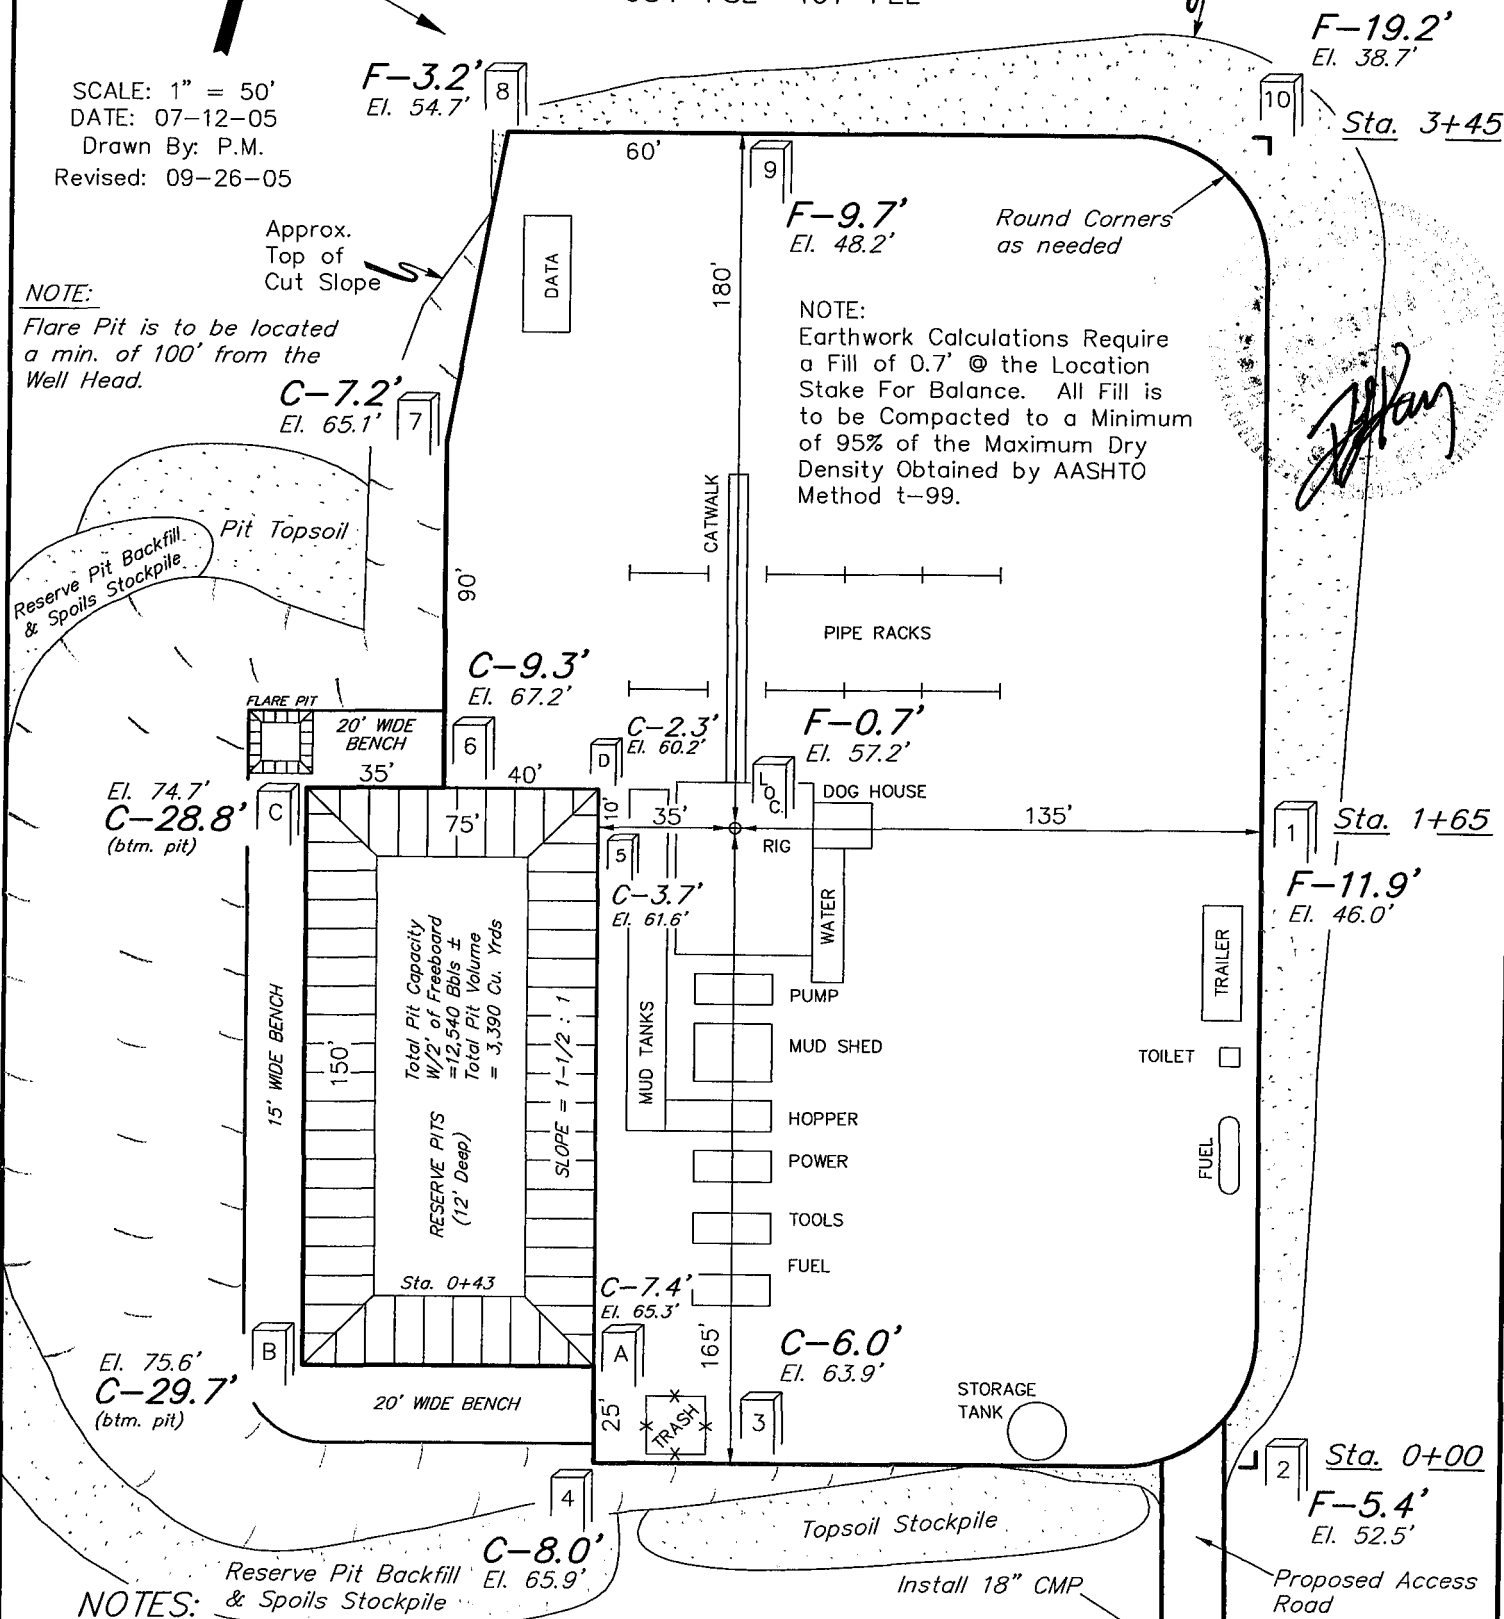 F-19.2'
El. 38.7'
SCALE: 1" = 50'
DATE: 07-12-05
Drawn By: P.M.
Revised: 09-26-05
F-3.2'
El. 54.7'
8
10
Sta. 3+45
60'
9
F-9.7'
El. 48.2'
Round Corners
as needed
Approx.
Top of
Cut Slope
DATA
180'
NOTE:
Flare Pit is to be located
a min. of 100' from the
Well Head.
NOTE:
Earthwork Calculations Require
a Fill of 0.7' @ the Location
Stake For Balance. All Fill is
to be Compacted to a Minimum
of 95% of the Maximum Dry
Density Obtained by AASHTO
Method t-99.
C-7.2'
El. 65.1'
7
CATWALK
Pit Topsoil
Reserve Pit Backfill
& Spoils Stockpile
90'
PIPE RACKS
C-9.3'
El. 67.2'
FLARE PIT
20' WIDE
BENCH
6
C-2.3'
El. 60.2'
D
F-0.7'
El. 57.2'
35'
40'
LOC.
DOG HOUSE
El. 74.7'
C-28.8'
(btm. pit)
C
75'
10'
35'
135'
RIG
1
Sta. 1+65
5
F-11.9'
El. 46.0'
C-3.7'
El. 61.6'
WATER
TRAILER
Total Pit Capacity
W/2' of Freeboard
=12,540 Bbls ±
Total Pit Volume
= 3,390 Cu. Yrds
15' WIDE BENCH
150'
RESERVE PITS
(12' Deep)
SLOPE = 1-1/2 : 1
MUD TANKS
PUMP
MUD SHED
TOILET
HOPPER
FUEL
POWER
TOOLS
FUEL
Sta. 0+43
C-7.4'
El. 65.3'
165'
C-6.0'
El. 63.9'
B
A
El. 75.6'
C-29.7'
(btm. pit)
20' WIDE BENCH
25'
TRASH
3
STORAGE
TANK
2
Sta. 0+00
F-5.4'
El. 52.5'
4
C-8.0'
El. 65.9'
Topsoil Stockpile
Reserve Pit Backfill
& Spoils Stockpile
NOTES:
Install 18" CMP
Proposed Access
Road